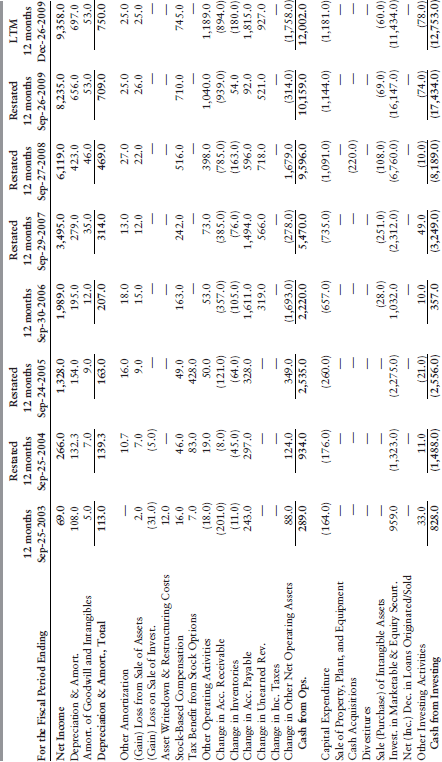 Restated Restated Restated Restated Restated LTM
12 months 12 months 12 months 12 months 12 months 12 months 12 months 12 months
For the Fiscal Period Ending Sep-25-2003 Sep-25-2004 Sep-24-2005 Sep-30-2006 Sep-29-2007 Sep-27-2008 Sep-26-2009 Dec-26-2009
Net Income 69.0 266.0 1,328.0 1,989.0 3,495.0 6,119.0 8,235.0 9,358.0
Depreciation & Amort. 108.0 132.3 154.0 195.0 279.0 423.0 656.0 697.0
Amort. of Goodwill and Intangibles 5.0 7.0 9.0 12.0 35.0 46.0 53.0 53.0
Depreciation & Amort., Total 113.0 139.3 163.0 207.0 314.0 469.0 709.0 750.0
Other Amortization — 10.7 16.0 18.0 13.0 27.0 25.0 25.0
(Gain) Loss from Sale of Assets 2.0 7.0 9.0 15.0 12.0 22.0 26.0 25.0
(Gain) Loss on Sale of Invest. (31.0) (5.0) — — — — — —
Asset Writedown & Restructuring Costs 12.0 — — — — — — —
Stock-Based Compensation 16.0 46.0 49.0 163.0 242.0 516.0 710.0 745.0
Tax Benefit from Stock Options 7.0 83.0 428.0 — — — — —
Other Operating Activities (18.0) 19.0 50.0 53.0 73.0 398.0 1,040.0 1,189.0
Change in Acc. Receivable (201.0) (8.0) (121.0) (357.0) (385.0) (785.0) (939.0) (894.0)
Change in Inventories (11.0) (45.0) (64.0) (105.0) (76.0) (163.0) 54.0 (180.0)
Change in Acc. Payable 243.0 297.0 328.0 1,611.0 1,494.0 596.0 92.0 1,815.0
Change in Unearned Rev. — — — 319.0 566.0 718.0 521.0 927.0
Change in Inc. Taxes — — — — — — — —
Change in Other Net Operating Assets 88.0 124.0 349.0 (1,693.0) (278.0) 1,679.0 (314.0) (1,758.0)
Cash from Ops. 289.0 934.0 2,535.0 2,220.0 5,470.0 9,596.0 10,159.0 12,002.0
Capital Expenditure (164.0) (176.0) (260.0) (657.0) (735.0) (1,091.0) (1,144.0) (1,181.0)
Sale of Property, Plant, and Equipment — — — — — — — —
Cash Acquisitions — — — — — (220.0) — —
Divestitures — — — — — — — —
Sale (Purchase) of Intangible Assets — — — (28.0) (251.0) (108.0) (69.0) (60.0)
Invest. in Marketable & Equity Securt. 959.0 (1,323.0) (2,275.0) 1,032.0 (2,312.0) (6,760.0) (16,147.0) (11,434.0)
Net (Inc.) Dec. in Loans Originated/Sold — — — — — — — —
Other Investing Activities 33.0 11.0 (21.0) 10.0 49.0 (10.0) (74.0) (78.0)
Cash from Investing 828.0 (1,488.0) (2,556.0) 357.0 (3,249.0) (8,189.0) (17,434.0) (12,753.0)